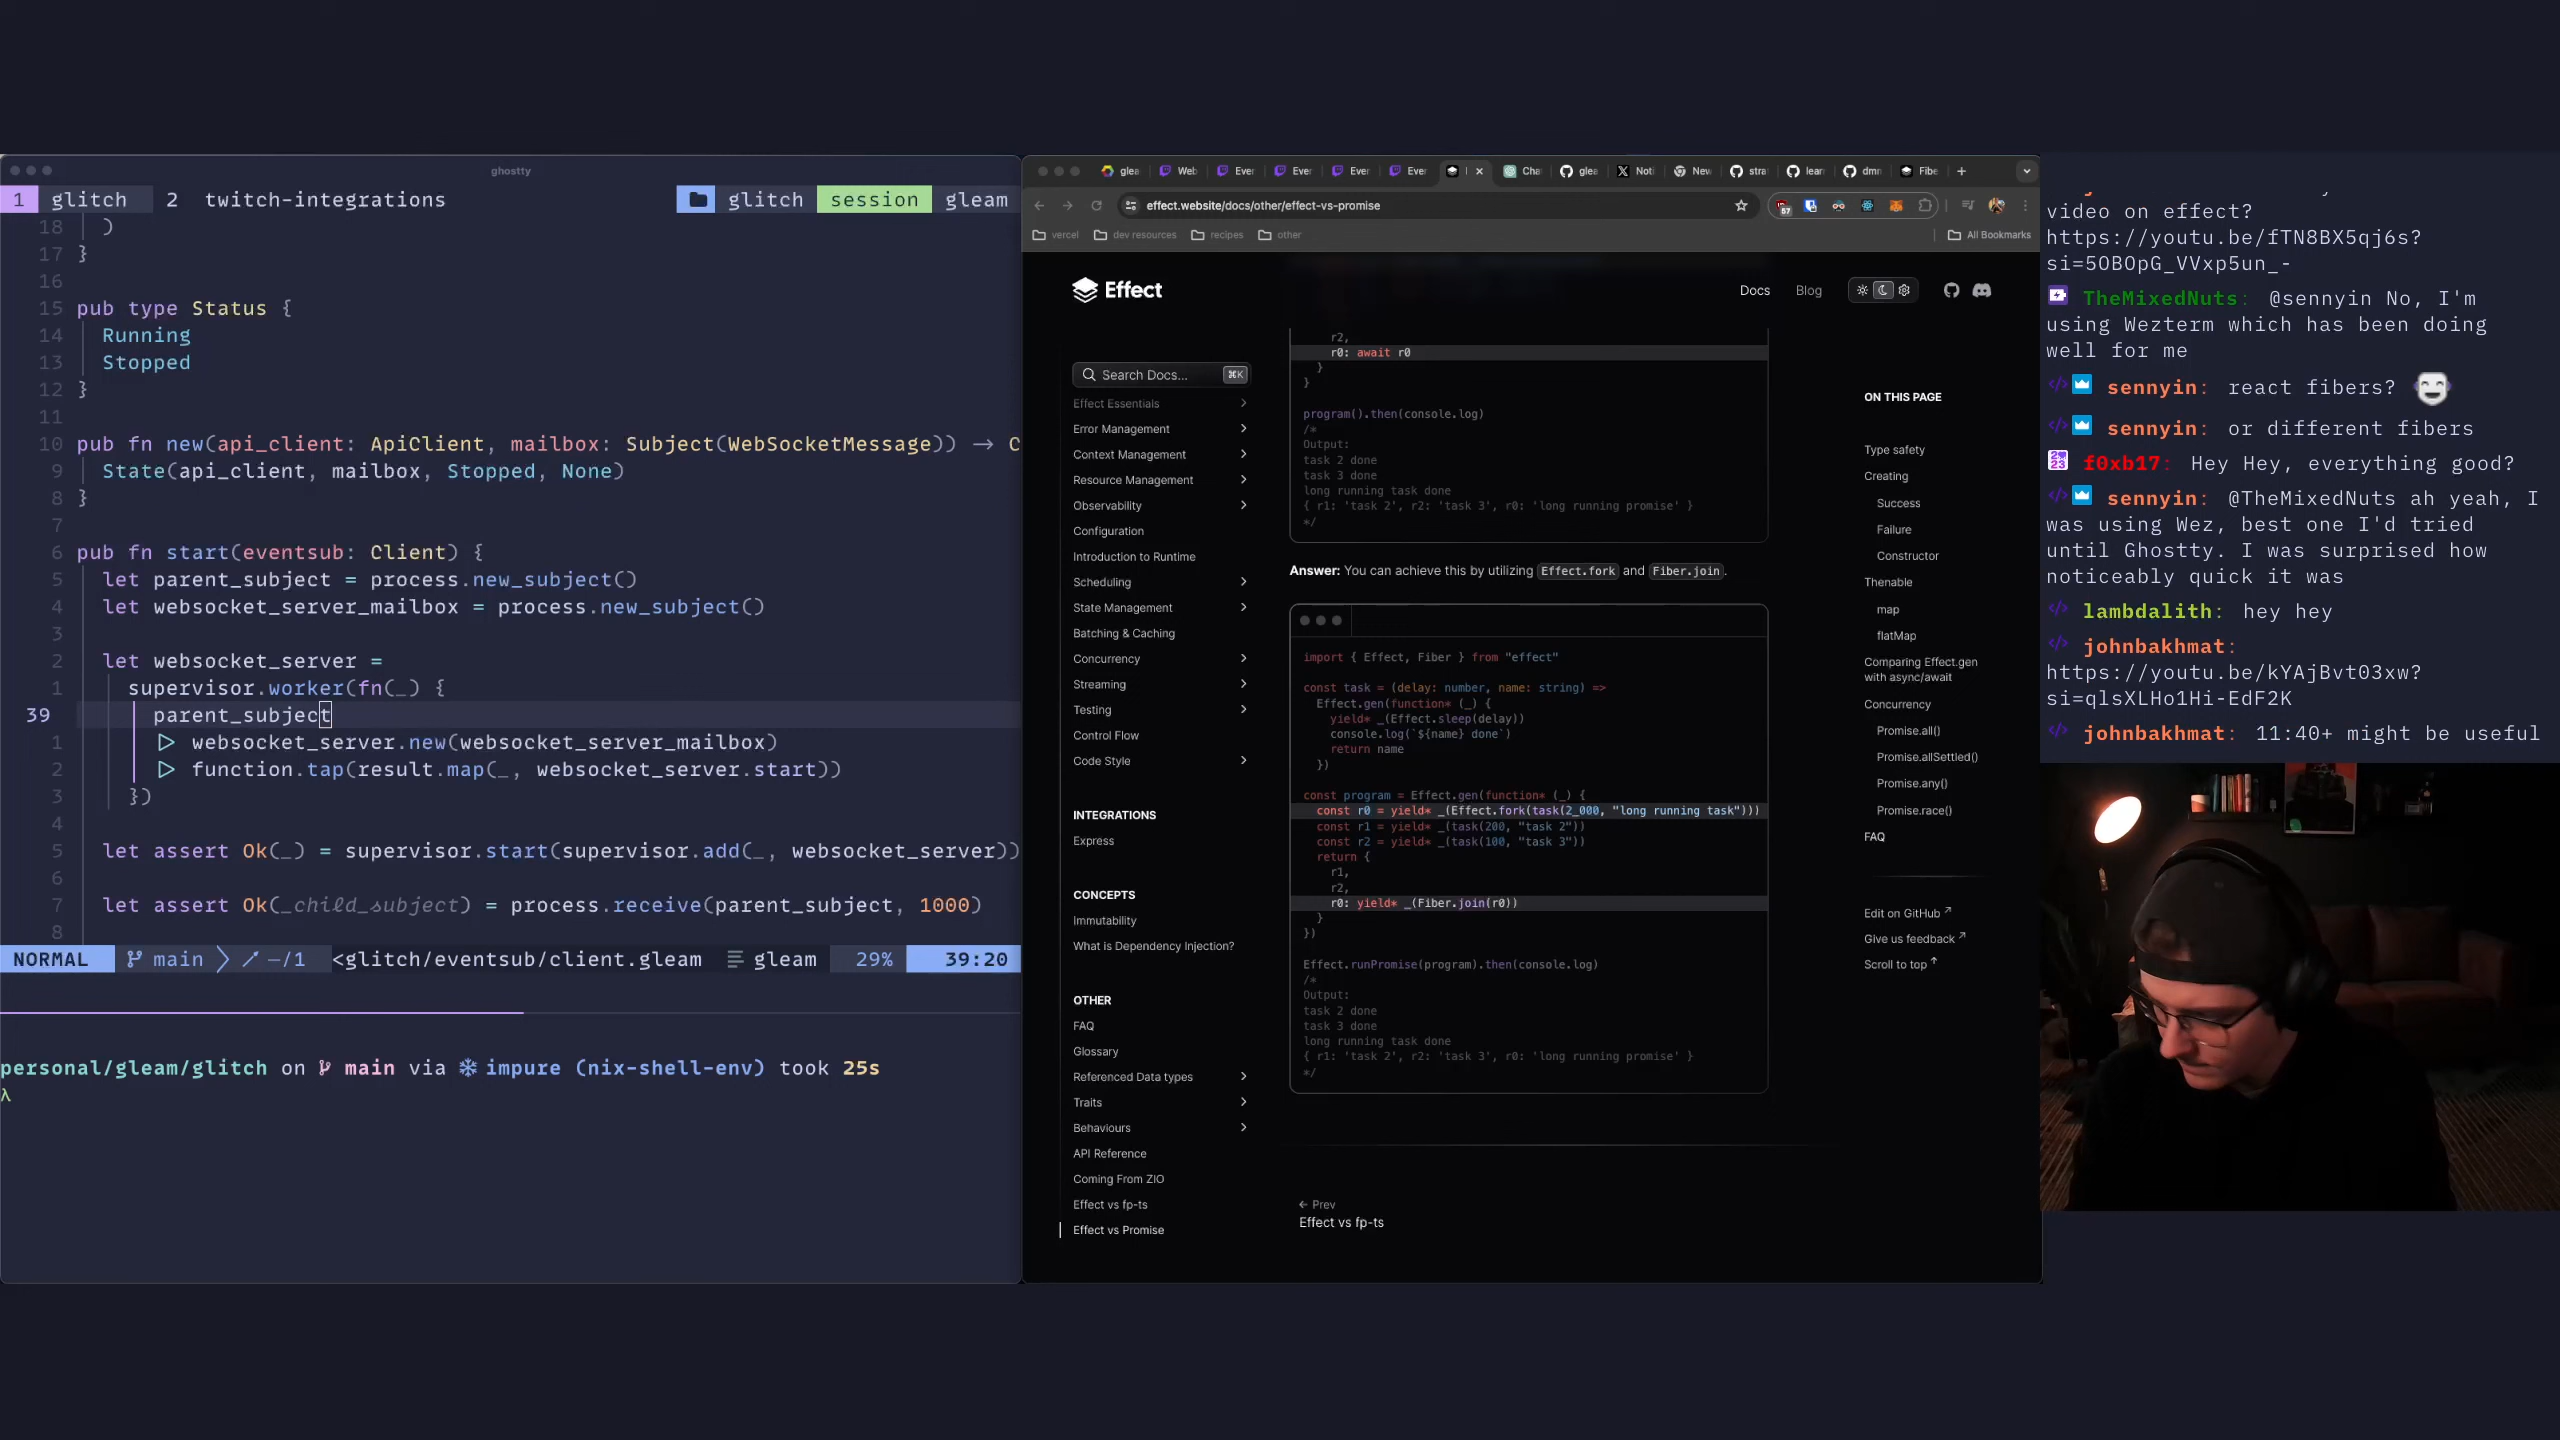 ghostty
1 glitch 2 twitch-integrations glitch session gleam
18 )
17 }
16
15 pub type Status {
14 Running
13 Stopped
12 }
11
10 pub fn new(api_client: ApiClient, mailbox: Subject(WebSocketMessage)) -> C
9 State(api_client, mailbox, Stopped, None)
8 }
7
6 pub fn start(eventsub: Client) {
5 let parent_subject = process.new_subject()
4 let websocket_server_mailbox = process.new_subject()
3
2 let websocket_server =
1 supervisor.worker(fn(_) {
39 parent_subject
1 |> websocket_server.new(websocket_server_mailbox)
2 |> function.tap(result.map(_, websocket_server.start))
3 })
4
5 let assert Ok(_) = supervisor.start(supervisor.add(_, websocket_server))
6
7 let assert Ok(_child_subject) = process.receive(parent_subject, 1000)
8
NORMAL main -/1 <glitch/eventsub/client.gleam gleam 29% 39:20
personal/gleam/glitch on main via impure (nix-shell-env) took 25s
λ
glea Web Ever Ever Ever Ever Cha glea Noti New stra lear dmn Fibe
effect.website/docs/other/effect-vs-promise
57
vercel dev resources recipes other All Bookmarks
Effect
Docs Blog
Search Docs... ⌘K
Effect Essentials
Error Management
Context Management
Resource Management
Observability
Configuration
Introduction to Runtime
Scheduling
State Management
Batching & Caching
Concurrency
Streaming
Testing
Control Flow
Code Style
INTEGRATIONS
Express
CONCEPTS
Immutability
What is Dependency Injection?
OTHER
FAQ
Glossary
Referenced Data types
Traits
Behaviours
API Reference
Coming From ZIO
Effect vs fp-ts
Effect vs Promise
r2,
r0: await r0
}
}
program().then(console.log)
/*
Output:
task 2 done
task 3 done
long running task done
{ r1: 'task 2', r2: 'task 3', r0: 'long running promise' }
*/
Answer: You can achieve this by utilizing Effect.fork and Fiber.join.
import { Effect, Fiber } from "effect"
const task = (delay: number, name: string) =>
Effect.gen(function* (_) {
yield* _(Effect.sleep(delay))
console.log(`${name} done`)
return name
})
const program = Effect.gen(function* (_) {
const r0 = yield* _(Effect.fork(task(2_000, "long running task")))
const r1 = yield* _(task(200, "task 2"))
const r2 = yield* _(task(100, "task 3"))
return {
r1,
r2,
r0: yield* _(Fiber.join(r0))
}
})
Effect.runPromise(program).then(console.log)
/*
Output:
task 2 done
task 3 done
long running task done
{ r1: 'task 2', r2: 'task 3', r0: 'long running promise' }
*/
← Prev
Effect vs fp-ts
ON THIS PAGE
Type safety
Creating
Success
Failure
Constructor
Thenable
map
flatMap
Comparing Effect.gen
with async/await
Concurrency
Promise.all()
Promise.allSettled()
Promise.any()
Promise.race()
FAQ
Edit on GitHub ↗
Give us feedback ↗
Scroll to top ↑
video on effect?
https://youtu.be/fTN8BX5qj6s?
si=5OBOpG_VVxp5un_-
TheMixedNuts: @sennyin No, I'm
using Wezterm which has been doing
well for me
sennyin: react fibers?
sennyin: or different fibers
f0xb17: Hey Hey, everything good?
sennyin: @TheMixedNuts ah yeah, I
was using Wez, best one I'd tried
until Ghostty. I was surprised how
noticeably quick it was
lambdalith: hey hey
johnbakhmat:
https://youtu.be/kYAjBvt03xw?
si=qlsXLHo1Hi-EdF2K
johnbakhmat: 11:40+ might be useful